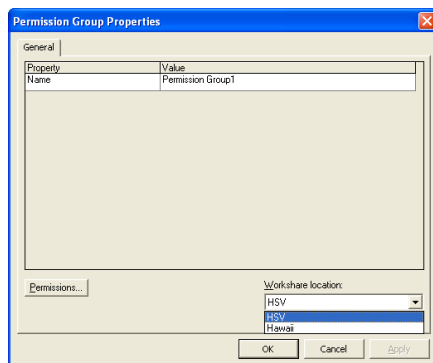 Permission Group Properties
General
Property Value
Name Permission Group1
Permissions...
Workshare location:
HSV
HSV
Hawaii
OK Cancel Apply